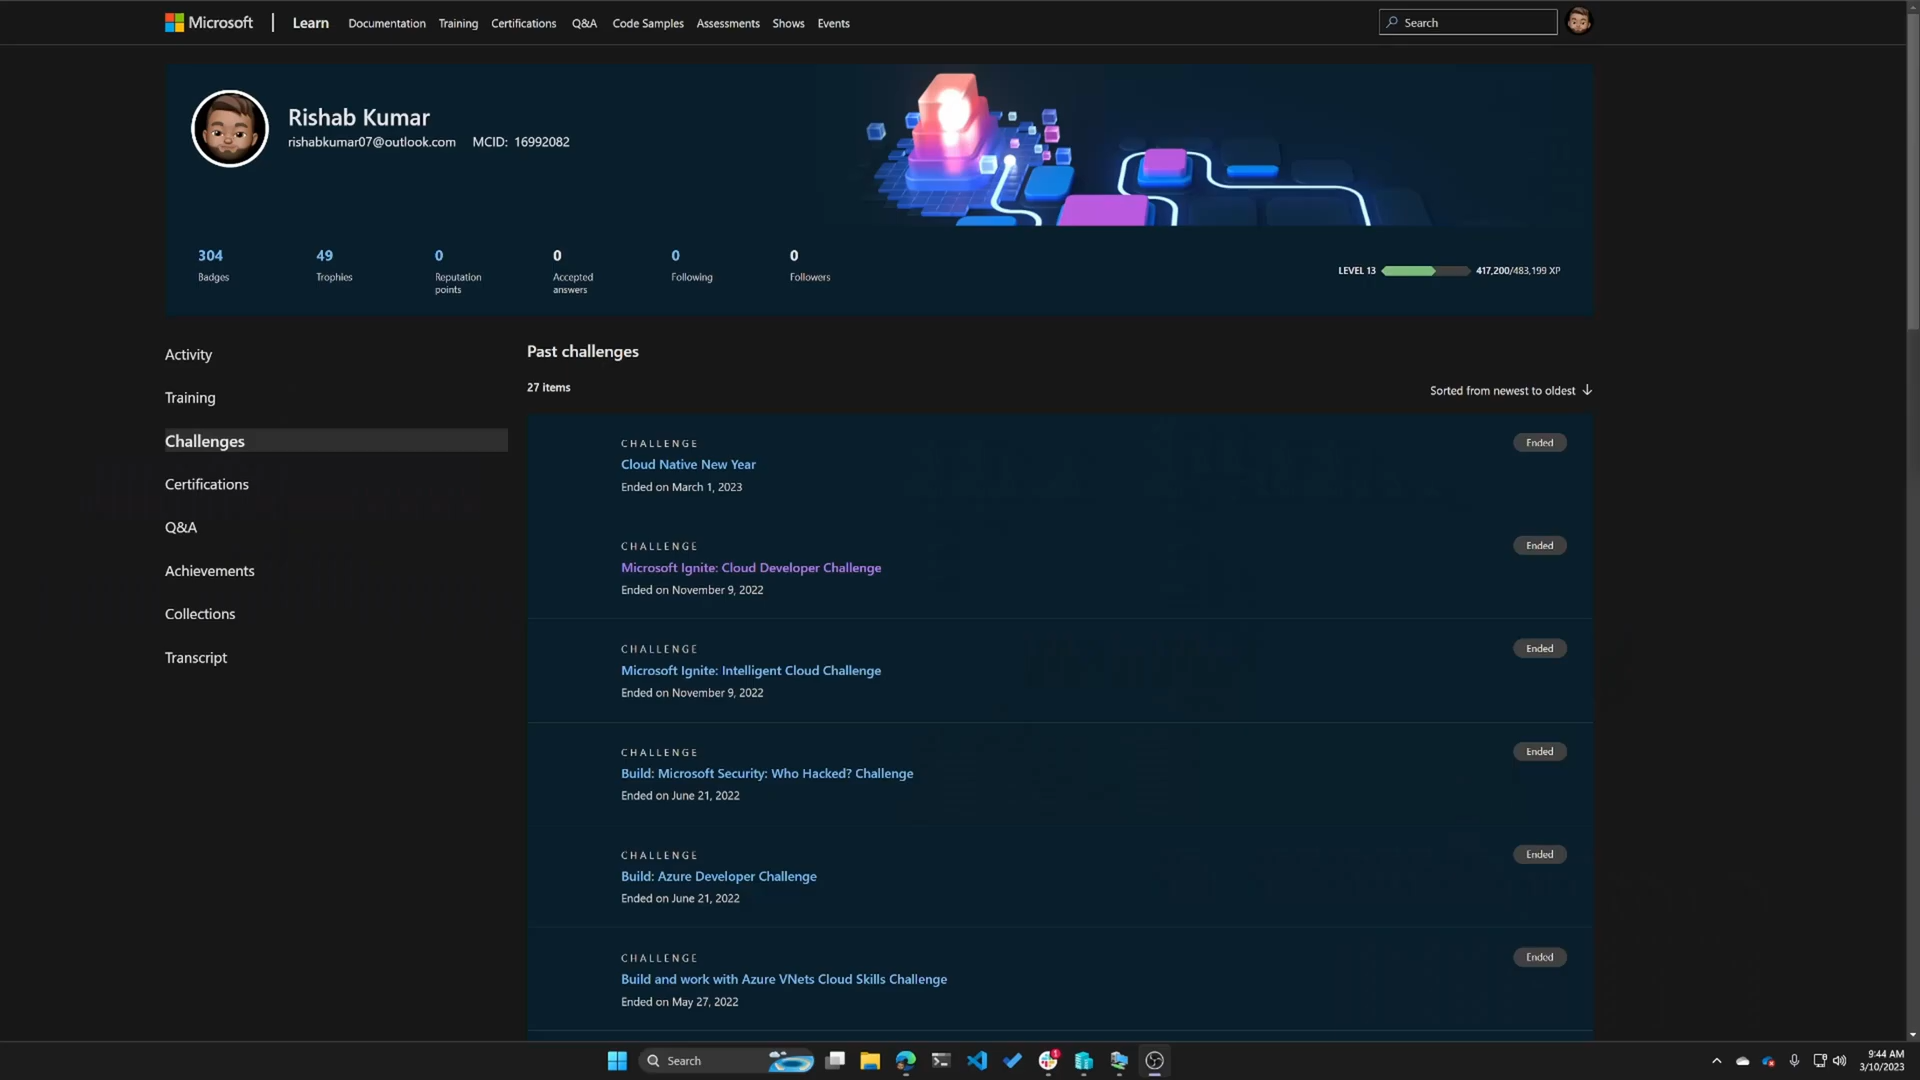 Microsoft | Learn Documentation Training Certifications Q&A Code Samples Assessments Shows Events Search
Rishab Kumar
rishabkumar07@outlook.com MCID: 16992082
304 49 0 0 0 0
Badges Trophies Reputation points Accepted answers Following Followers
LEVEL 13 417,200/483,199 XP
Activity
Training
Challenges
Certifications
Q&A
Achievements
Collections
Transcript
Past challenges
27 items
Sorted from newest to oldest
CHALLENGE
Cloud Native New Year
Ended on March 1, 2023
Ended
CHALLENGE
Microsoft Ignite: Cloud Developer Challenge
Ended on November 9, 2022
Ended
CHALLENGE
Microsoft Ignite: Intelligent Cloud Challenge
Ended on November 9, 2022
Ended
CHALLENGE
Build: Microsoft Security: Who Hacked? Challenge
Ended on June 21, 2022
Ended
CHALLENGE
Build: Azure Developer Challenge
Ended on June 21, 2022
Ended
CHALLENGE
Build and work with Azure VNets Cloud Skills Challenge
Ended on May 27, 2022
Ended
Search
9:44 AM
3/10/2023